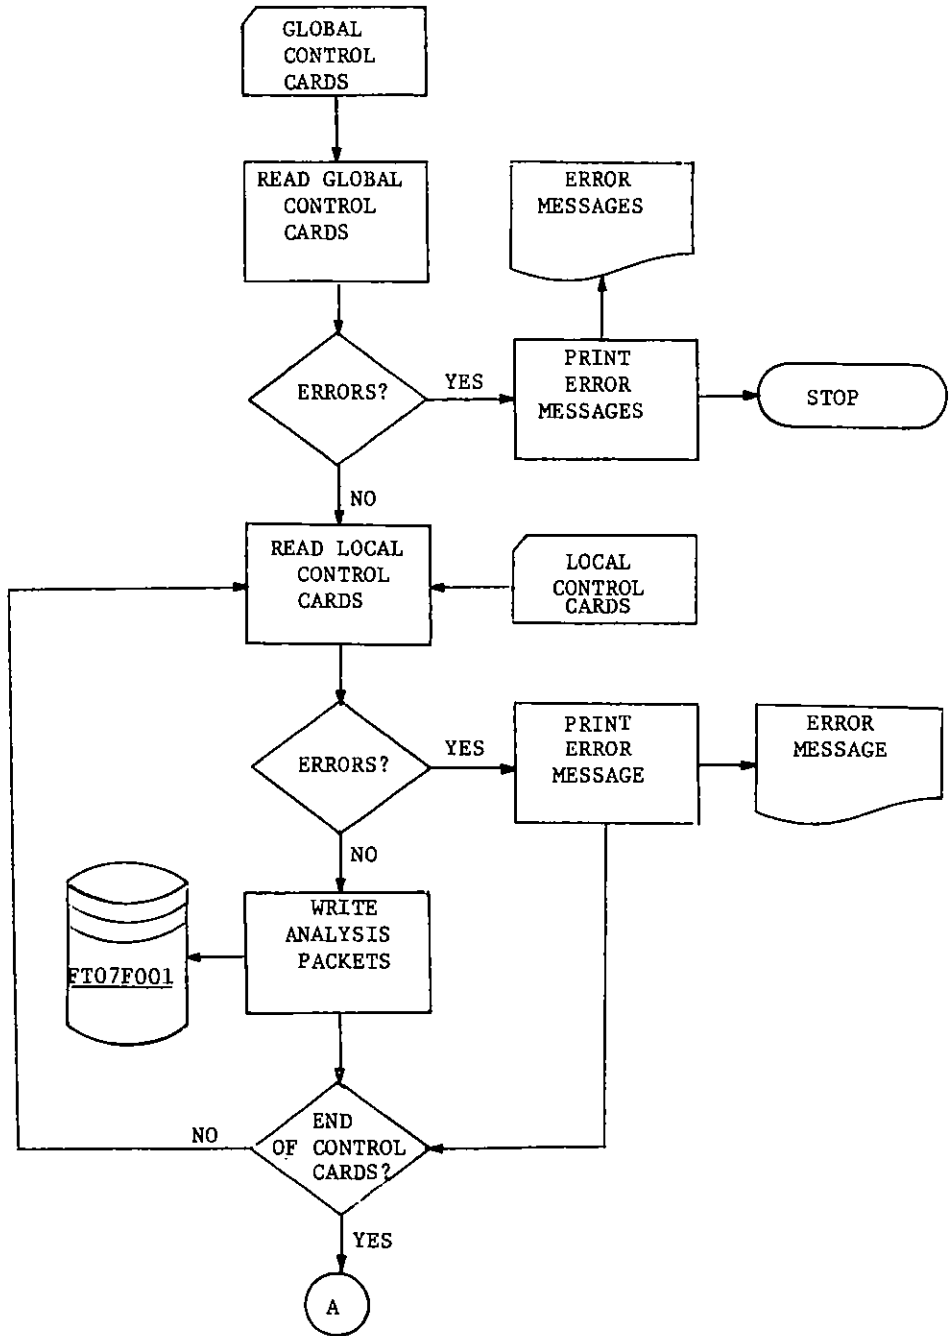 GLOBAL
CONTROL
CARDS
READ GLOBAL
CONTROL
CARDS
ERROR
MESSAGES
ERRORS?
YES
PRINT
ERROR
MESSAGES
STOP
NO
READ LOCAL
CONTROL
CARDS
LOCAL
CONTROL
CARDS
ERRORS?
YES
PRINT
ERROR
MESSAGE
ERROR
MESSAGE
NO
WRITE
ANALYSIS
PACKETS
FT07F001
END
OF CONTROL
CARDS?
NO
YES
A